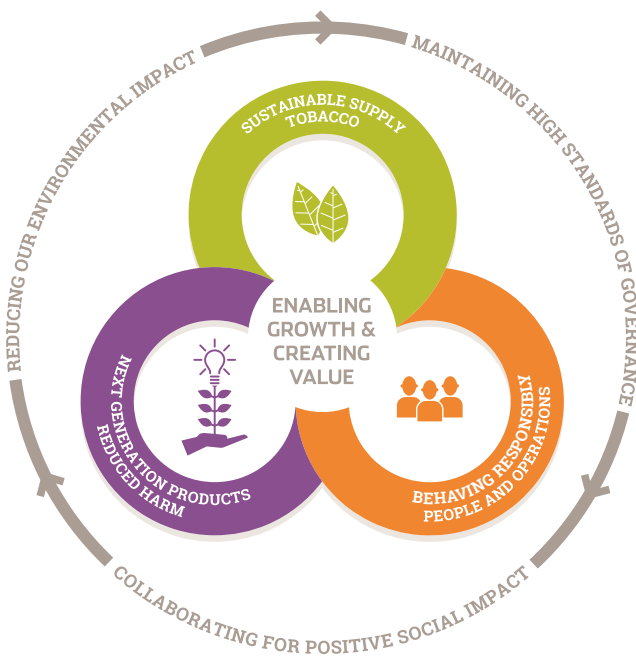 REDUCING OUR ENVIRONMENTAL IMPACT
MAINTAINING HIGH STANDARDS OF GOVERNANCE
COLLABORATING FOR POSITIVE SOCIAL IMPACT
SUSTAINABLE SUPPLY
TOBACCO
ENABLING
GROWTH &
CREATING
VALUE
NEXT GENERATION PRODUCTS
REDUCED HARM
BEHAVING RESPONSIBLY
PEOPLE AND OPERATIONS